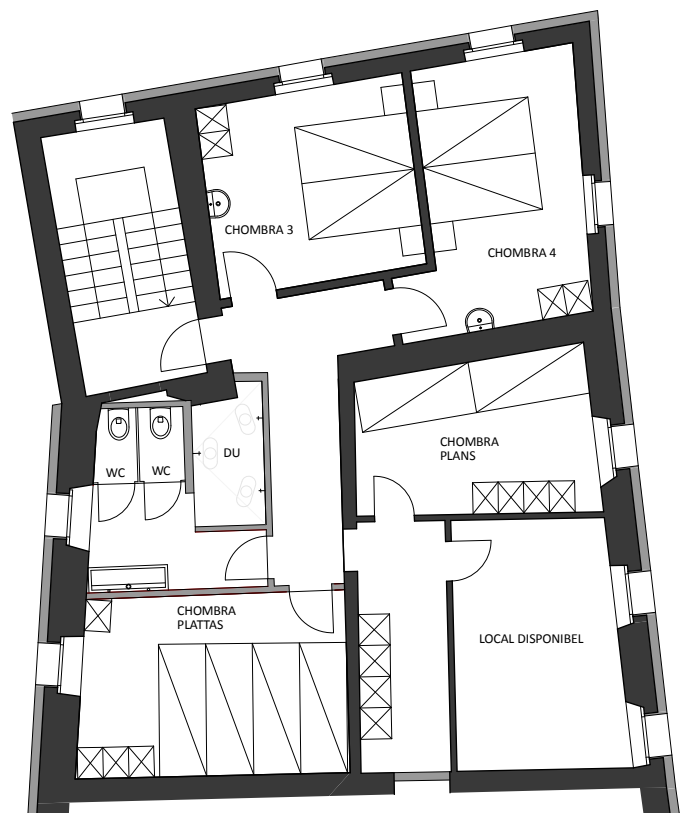 CHOMBRA 3
CHOMBRA 4
CHOMBRA
PLANS
DU
WC
WC
CHOMBRA
PLATTAS
LOCAL DISPONIBEL